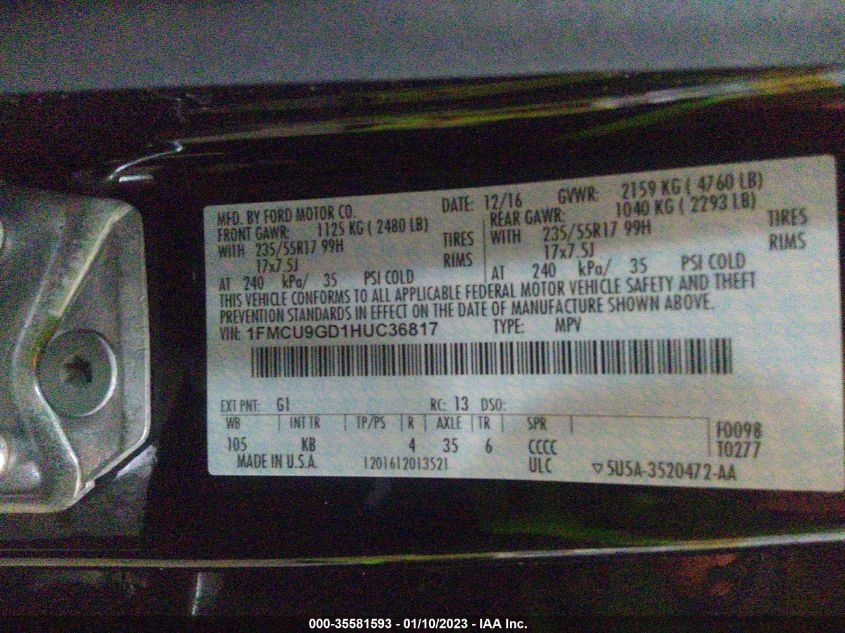 MFD. BY FORD MOTOR CO. DATE: 12/16 GVWR: 2159 KG ( 4760 LB)
FRONT GAWR: 1125 KG ( 2480 LB) REAR GAWR: 1040 KG ( 2293 LB)
WITH 235/55R17 99H TIRES WITH 235/55R17 99H TIRES
17x7.5J RIMS 17x7.5J RIMS
AT 240 kPa/ 35 PSI COLD AT 240 kPa/ 35 PSI COLD
THIS VEHICLE CONFORMS TO ALL APPLICABLE FEDERAL MOTOR VEHICLE SAFETY AND THEFT
PREVENTION STANDARDS IN EFFECT ON THE DATE OF MANUFACTURE SHOWN ABOVE.
VIN: 1FMCU9GD1HUC36817 TYPE: MPV
EXT PNT: G1 RC: 13 DSO:
WB INT TR TP/PS R AXLE TR SPR F0098
105 KB 4 35 6 CCCC T0277
MADE IN U.S.A. 1201612013521 ULC ▽5U5A-3520472-AA
000-35581593 - 01/10/2023 - IAA Inc.